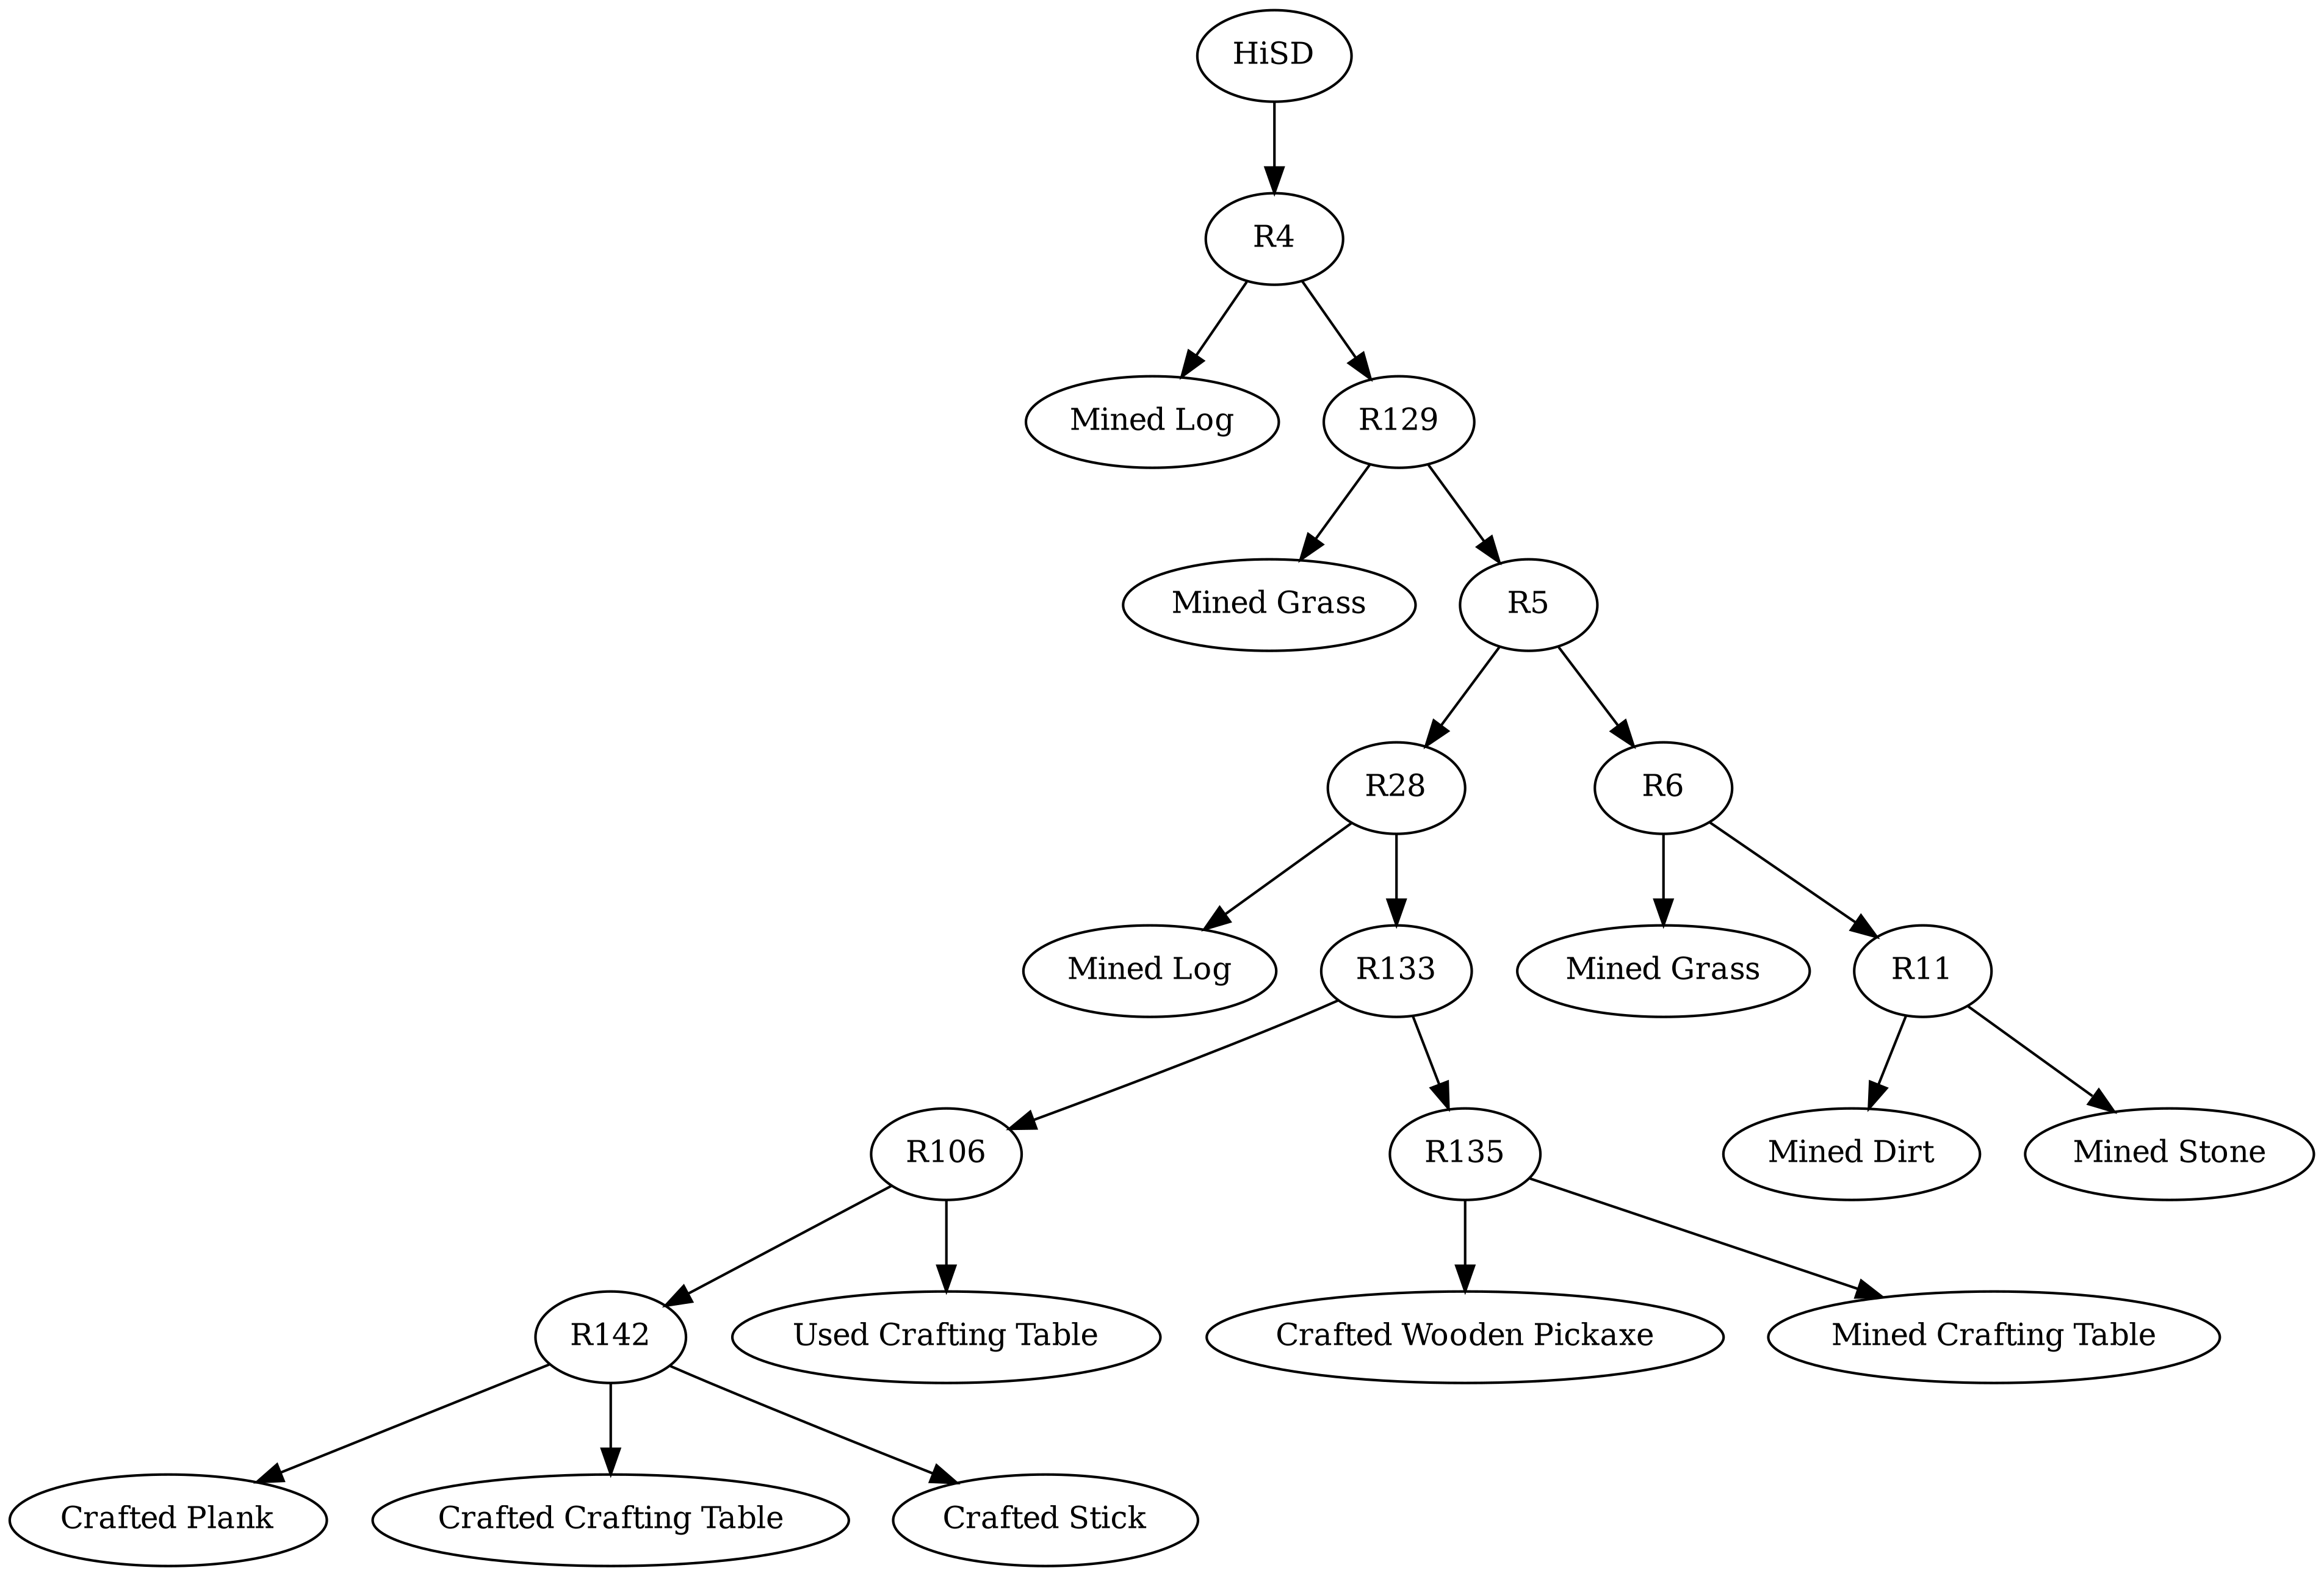 HiSD
R4
Mined Log
R129
Mined Grass
R5
R28
R6
Mined Log
R133
Mined Grass
R11
R106
R135
Mined Dirt
Mined Stone
R142
Used Crafting Table
Crafted Wooden Pickaxe
Mined Crafting Table
Crafted Plank
Crafted Crafting Table
Crafted Stick